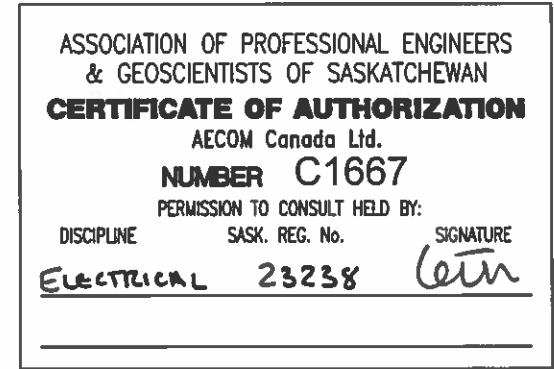 ASSOCIATION OF PROFESSIONAL ENGINEERS
& GEOSCIENTISTS OF SASKATCHEWAN
CERTIFICATE OF AUTHORIZATION
AECOM Canada Ltd.
NUMBER C1667
PERMISSION TO CONSULT HELD BY:
DISCIPLINE SASK. REG. No. SIGNATURE
ELECTRICAL 23238